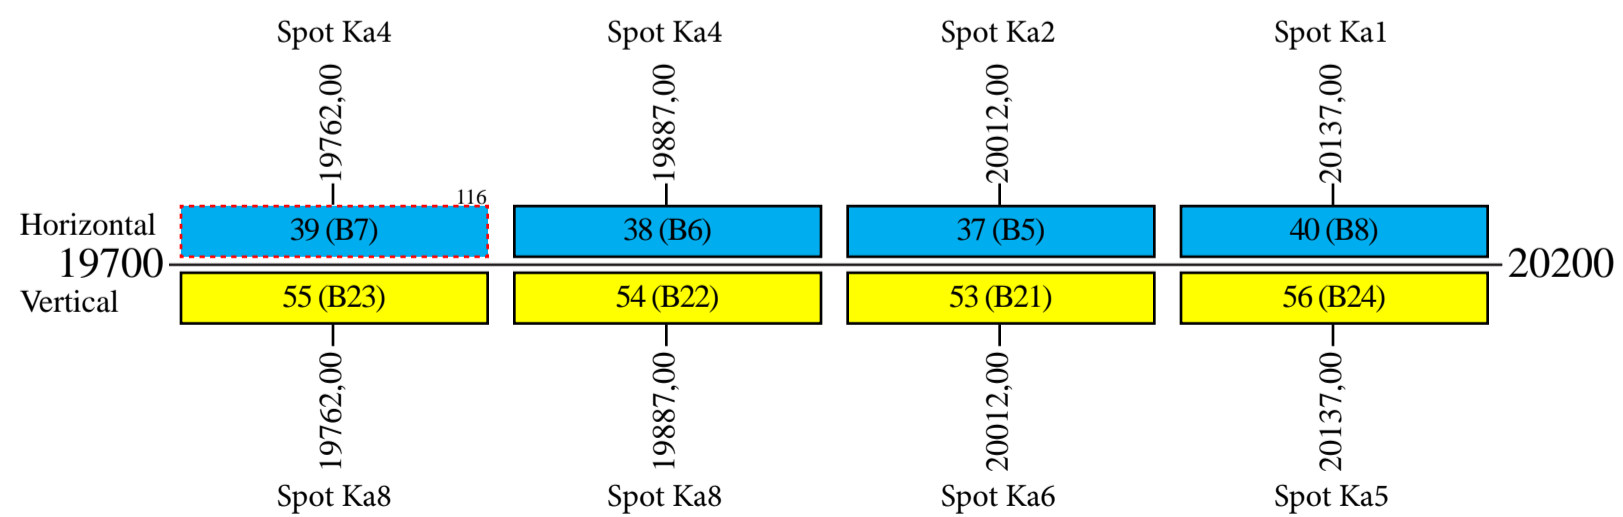 Spot Ka4 Spot Ka4 Spot Ka2 Spot Ka1
19762,00 19887,00 20012,00 20137,00
116
Horizontal 39 (B7) 38 (B6) 37 (B5) 40 (B8)
19700 20200
Vertical 55 (B23) 54 (B22) 53 (B21) 56 (B24)
19762,00 19887,00 20012,00 20137,00
Spot Ka8 Spot Ka8 Spot Ka6 Spot Ka5